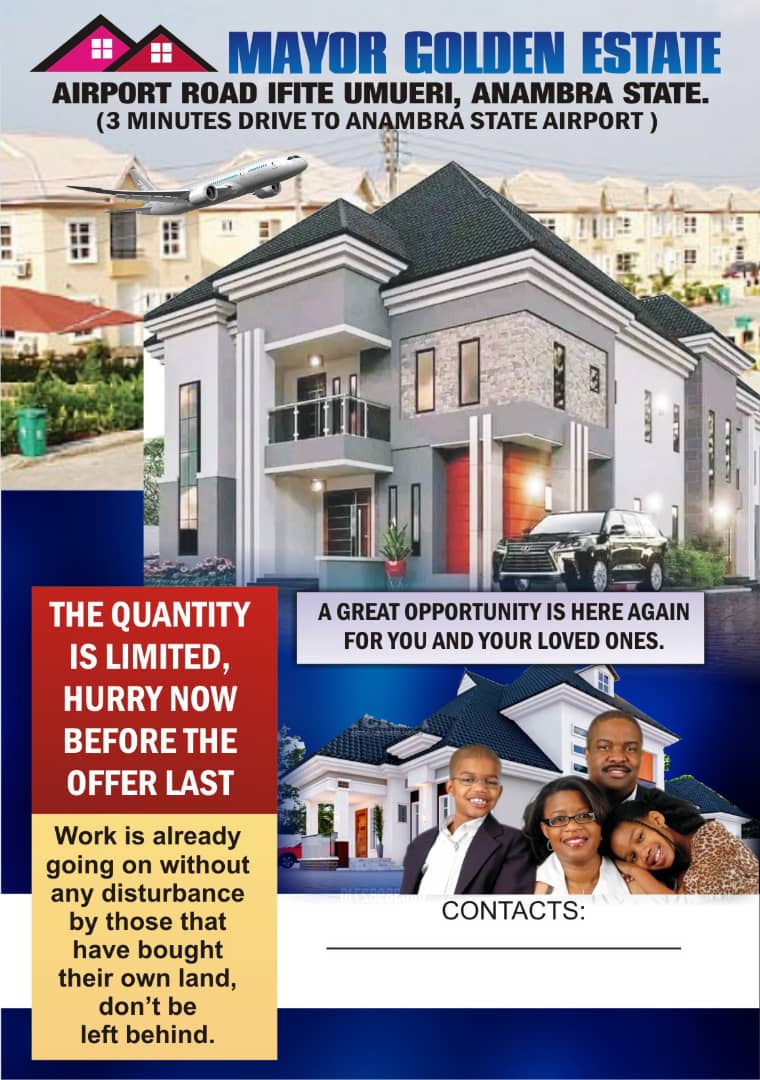 MAYOR GOLDEN ESTATE
AIRPORT ROAD IFITE UMUERI, ANAMBRA STATE.
(3 MINUTES DRIVE TO ANAMBRA STATE AIRPORT )
THE QUANTITY
IS LIMITED,
HURRY NOW
BEFORE THE
OFFER LAST
A GREAT OPPORTUNITY IS HERE AGAIN
FOR YOU AND YOUR LOVED ONES.
Work is already
going on without
any disturbance
by those that
have bought
their own land,
don't be
left behind.
CONTACTS: